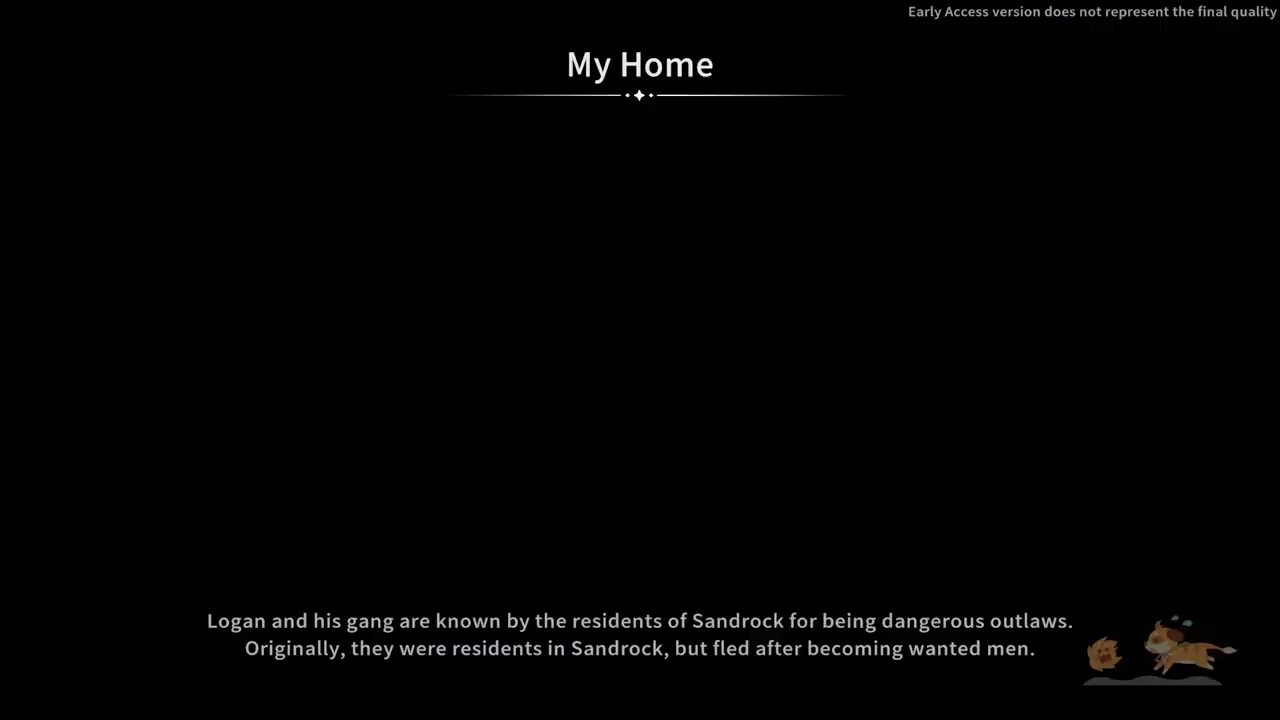 Early Access version does not represent the final quality
My Home
Logan and his gang are known by the residents of Sandrock for being dangerous outlaws.
Originally, they were residents in Sandrock, but fled after becoming wanted men.